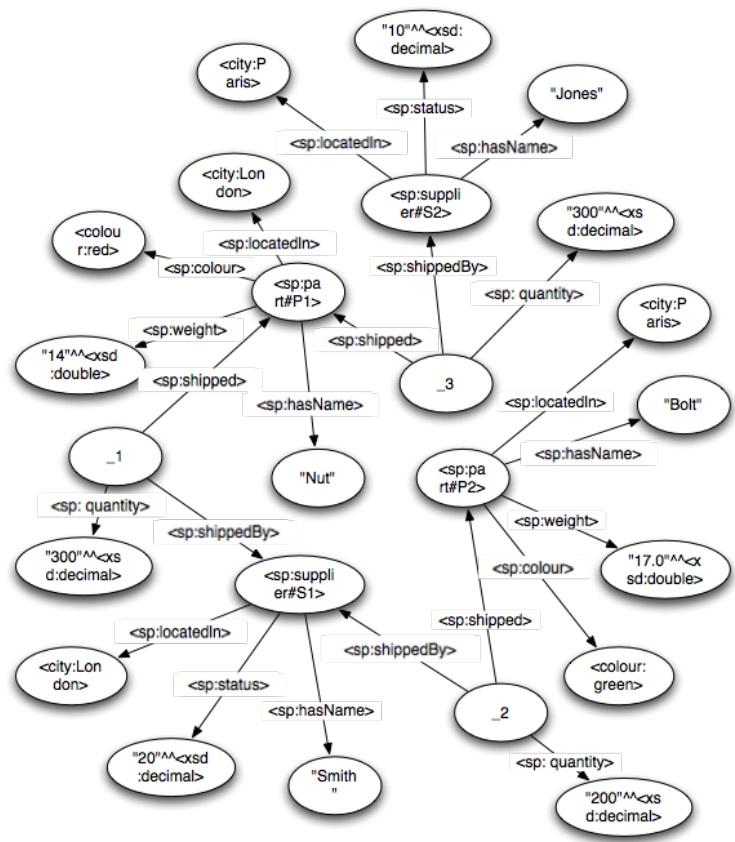 "10"^^<xsd:
decimal>
<city:P
aris>
"Jones"
<sp:status>
<sp:locatedIn>
<sp:hasName>
<city:Lon
don>
<sp:suppli
er#S2>
"300"^^<xs
d:decimal>
<colou
r:red>
<sp:locatedIn>
<sp:colour>
<sp:shippedBy>
<sp:pa
rt#P1>
<sp: quantity>
<city:P
aris>
<sp:weight>
<sp:shipped>
"14"^^<xsd
:double>
<sp:shipped>
_3
<sp:hasName>
<sp:locatedIn>
"Bolt"
_1
<sp:hasName>
"Nut"
<sp:pa
rt#P2>
<sp: quantity>
<sp:shippedBy>
<sp:weight>
"300"^^<xs
d:decimal>
<sp:suppli
er#S1>
<sp:colour>
"17.0"^^<x
sd:double>
<sp:locatedIn>
<sp:shipped>
<sp:shippedBy>
<city:Lon
don>
<sp:status>
<colour:
green>
<sp:hasName>
_2
"20"^^<xsd
:decimal>
"Smith
"
<sp: quantity>
"200"^^<xs
d:decimal>